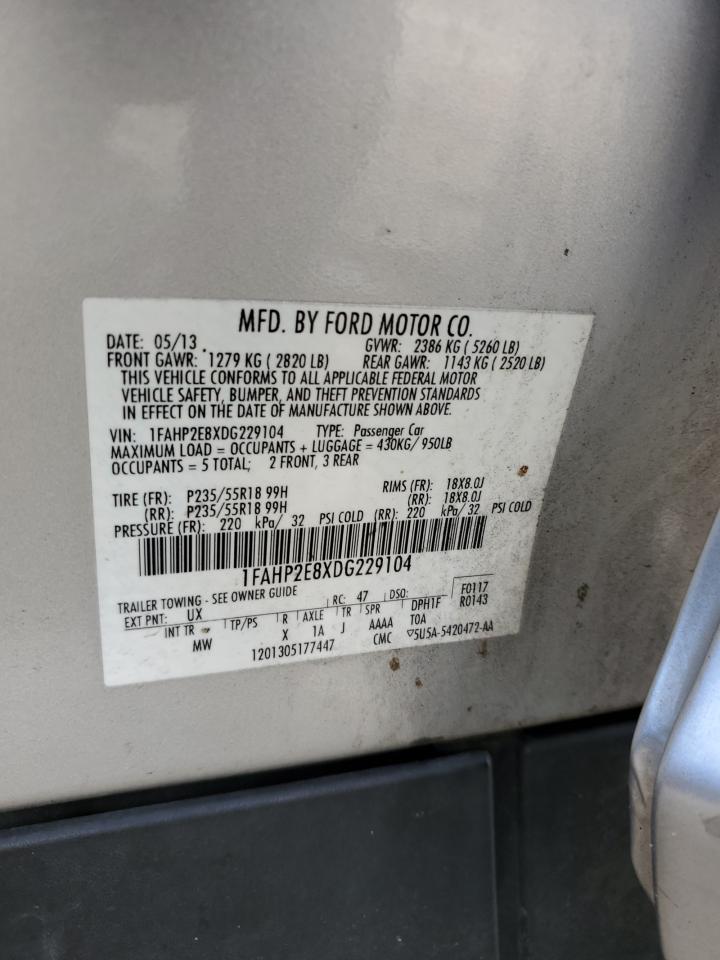 MFD. BY FORD MOTOR CO.
DATE: 05/13 GVWR: 2386 KG ( 5260 LB)
FRONT GAWR: 1279 KG ( 2820 LB) REAR GAWR: 1143 KG ( 2520 LB)
THIS VEHICLE CONFORMS TO ALL APPLICABLE FEDERAL MOTOR
VEHICLE SAFETY, BUMPER, AND THEFT PREVENTION STANDARDS
IN EFFECT ON THE DATE OF MANUFACTURE SHOWN ABOVE.
VIN: 1FAHP2E8XDG229104 TYPE: Passenger Car
MAXIMUM LOAD = OCCUPANTS + LUGGAGE = 430KG/ 950LB
OCCUPANTS = 5 TOTAL; 2 FRONT, 3 REAR
TIRE (FR): P235/55R18 99H RIMS (FR): 18X8.0J
(RR): P235/55R18 99H (RR): 18X8.0J
PRESSURE (FR): 220 kPa/ 32 PSI COLD (RR): 220 kPa/ 32 PSI COLD
1FAHP2E8XDG229104
TRAILER TOWING - SEE OWNER GUIDE
EXT PNT: UX RC: 47 DSO: F0117
R0143
INT TR TP/PS R AXLE TR SPR DPH1F
MW X 1A J AAAA T0A
1201305177447 CMC 5U5A-5420472-AA